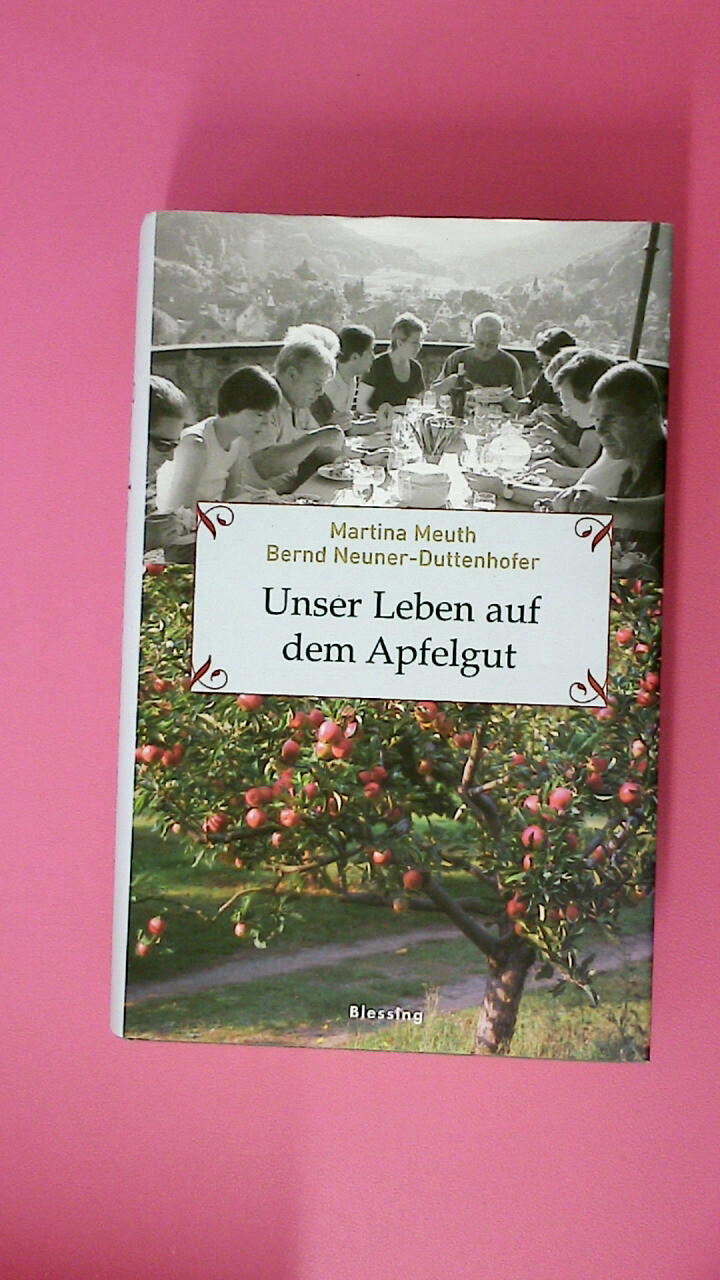 Martina Meuth
Bernd Neuner-Duttenhofer
Unser Leben auf
dem Apfelgut
Blessing